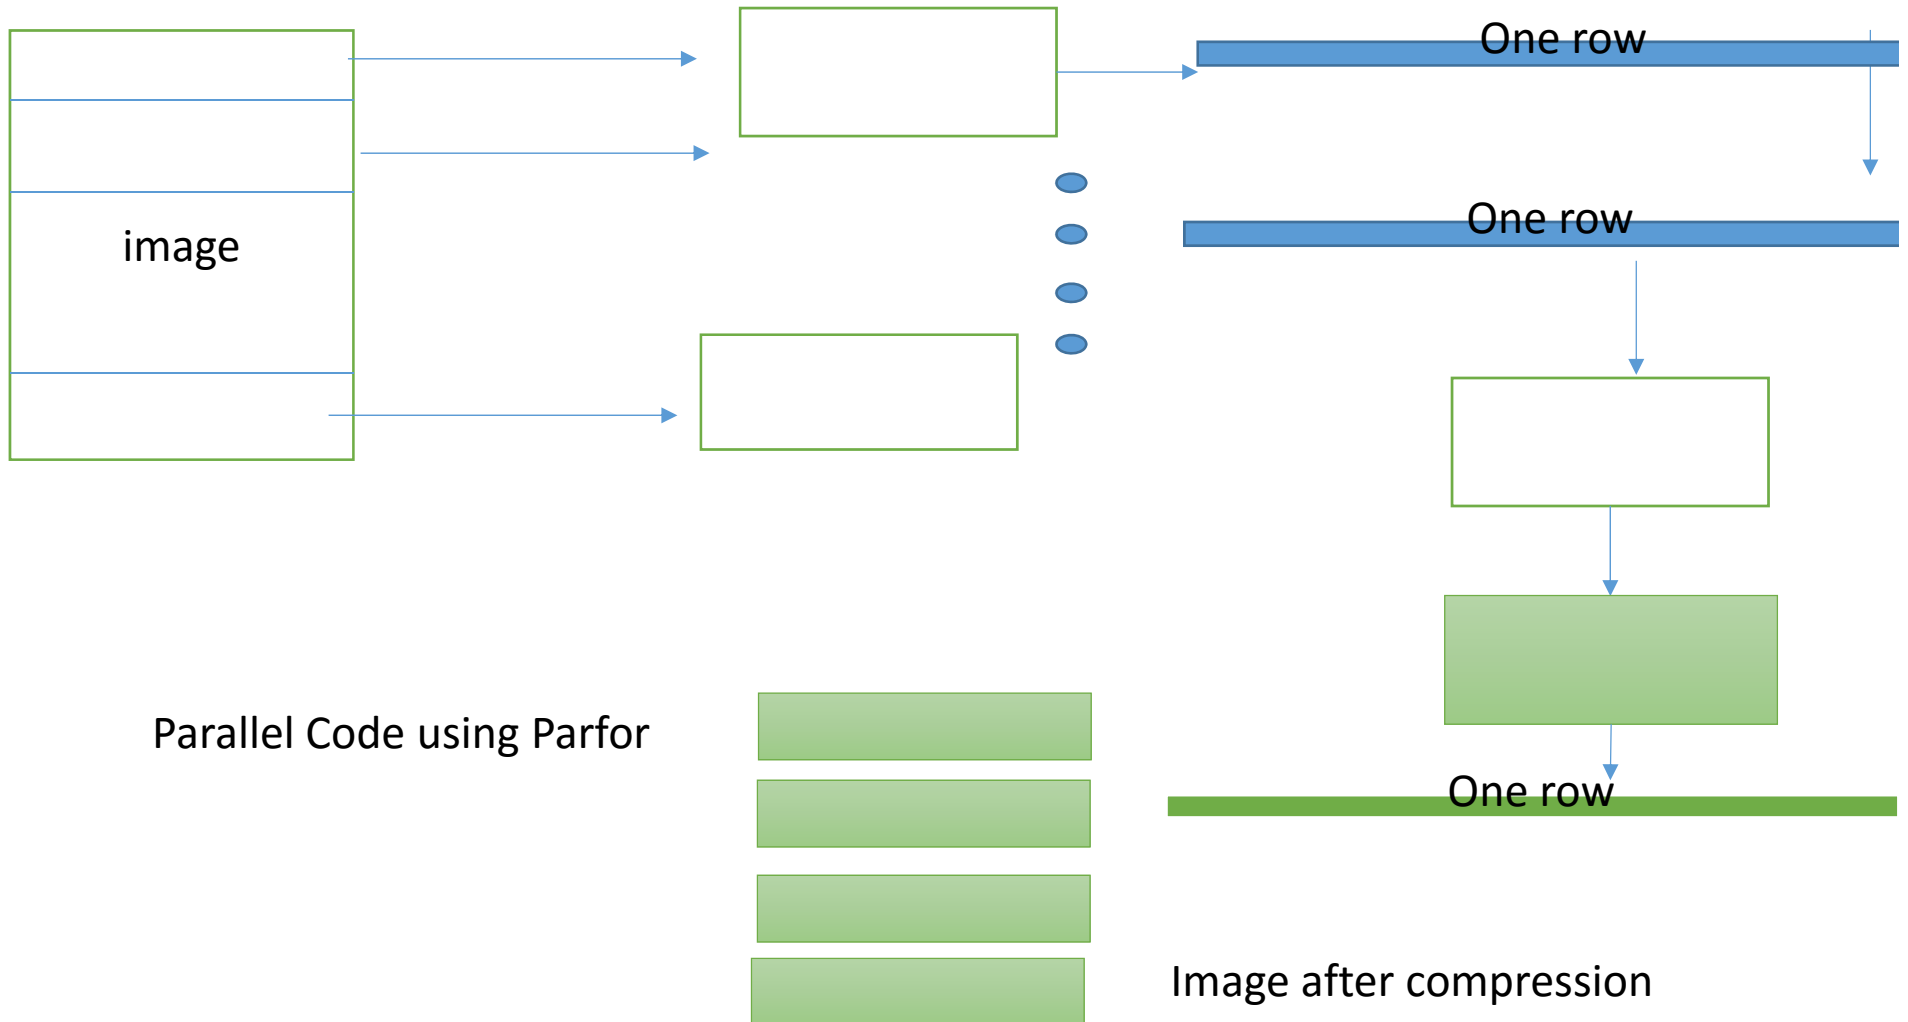 One row
One row
image
Parallel Code using Parfor
One row
Image after compression